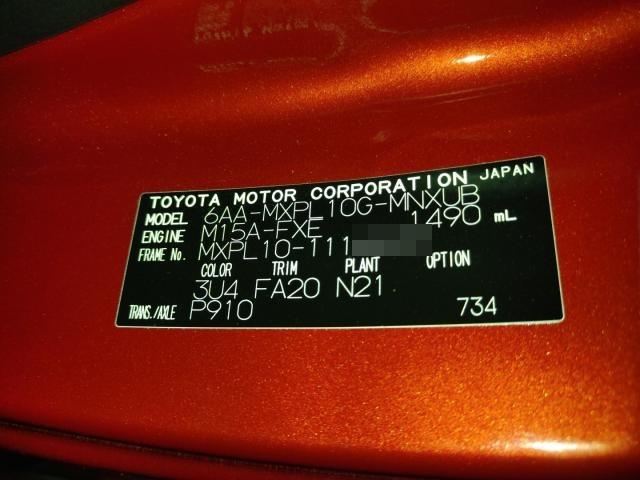 TOYOTA MOTOR CORPORATION JAPAN
MODEL 6AA-MXPL10G-MNXUB
ENGINE M15A-FXE 1490 mL
FRAME No. MXPL10-111
COLOR TRIM PLANT OPTION
3U4 FA20 N21
TRANS./AXLE P910 734